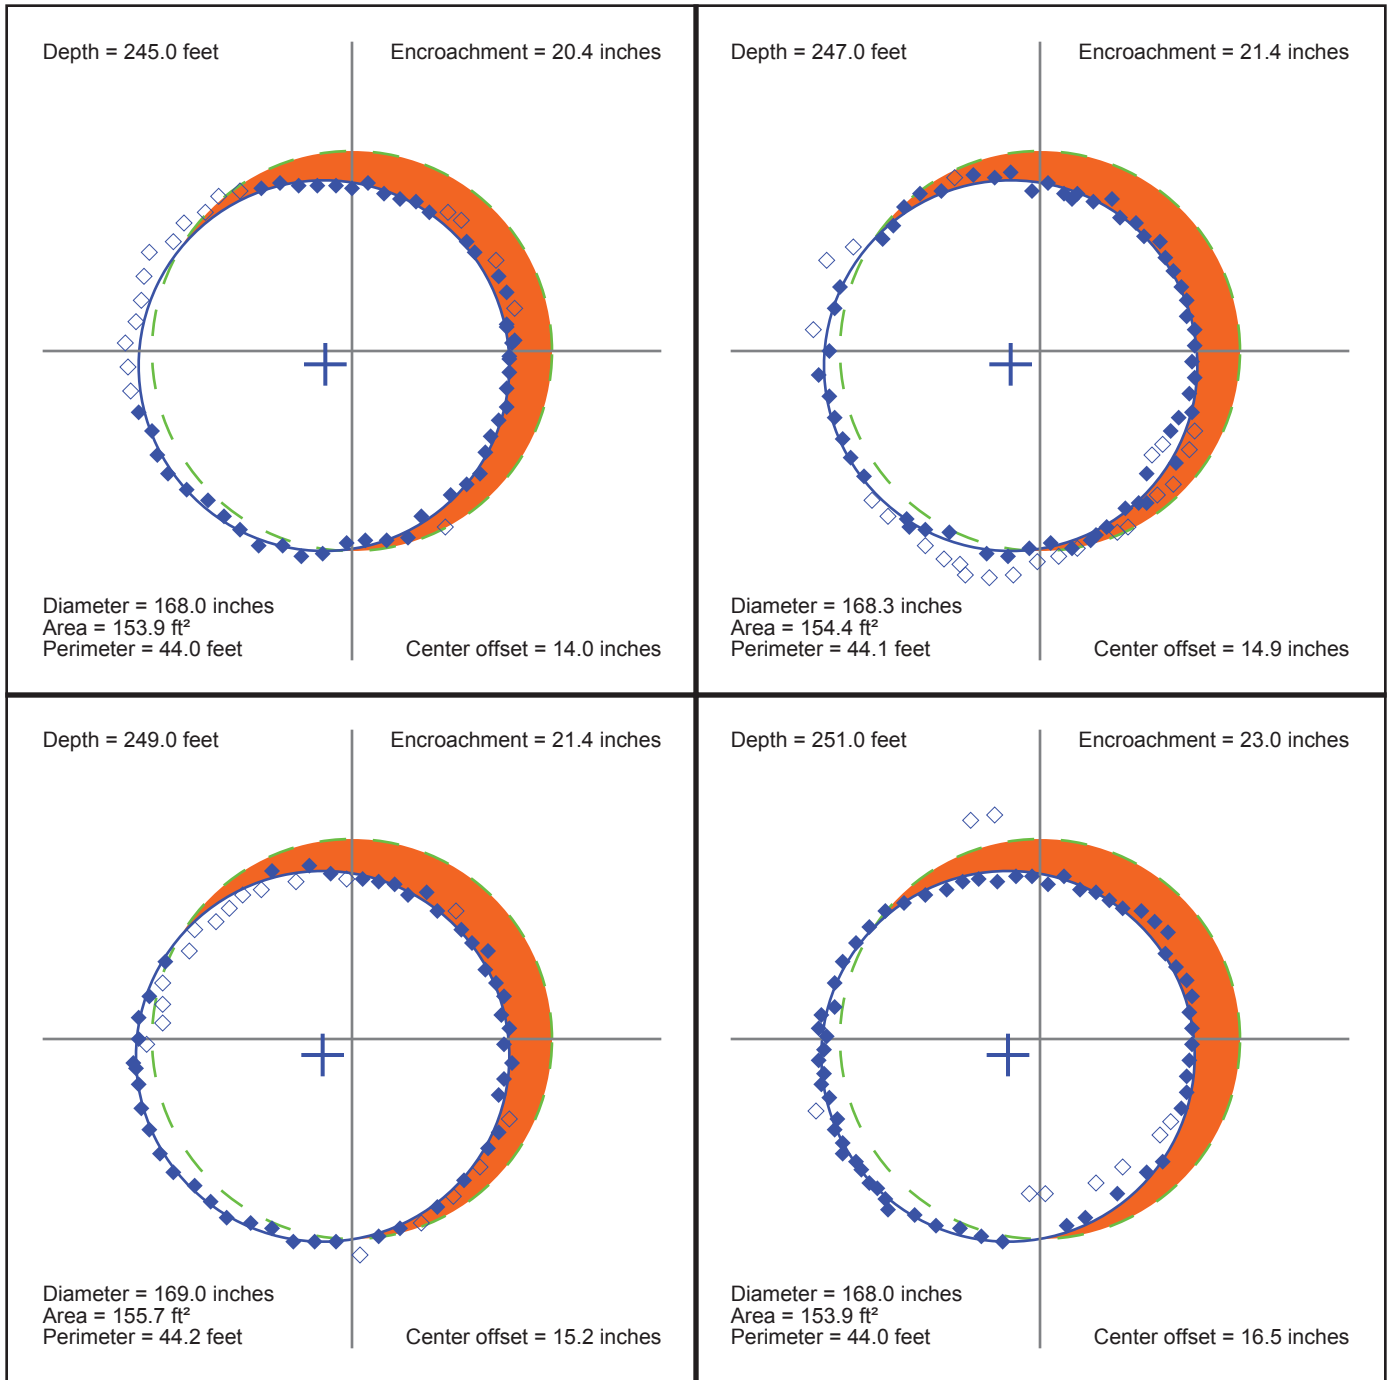 Depth = 245.0 feet
Encroachment = 20.4 inches
Diameter = 168.0 inches
Area = 153.9 ft²
Perimeter = 44.0 feet
Center offset = 14.0 inches
Depth = 247.0 feet
Encroachment = 21.4 inches
Diameter = 168.3 inches
Area = 154.4 ft²
Perimeter = 44.1 feet
Center offset = 14.9 inches
Depth = 249.0 feet
Encroachment = 21.4 inches
Diameter = 169.0 inches
Area = 155.7 ft²
Perimeter = 44.2 feet
Center offset = 15.2 inches
Depth = 251.0 feet
Encroachment = 23.0 inches
Diameter = 168.0 inches
Area = 153.9 ft²
Perimeter = 44.0 feet
Center offset = 16.5 inches